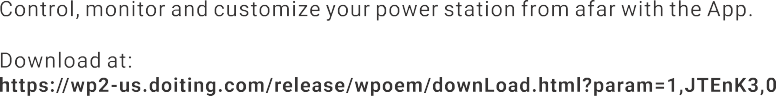 Control, monitor and customize your power station from afar with the App.
Download at:
https://wp2-us.doiting.com/release/wpoem/downLoad.html?param=1,JTEnK3,0